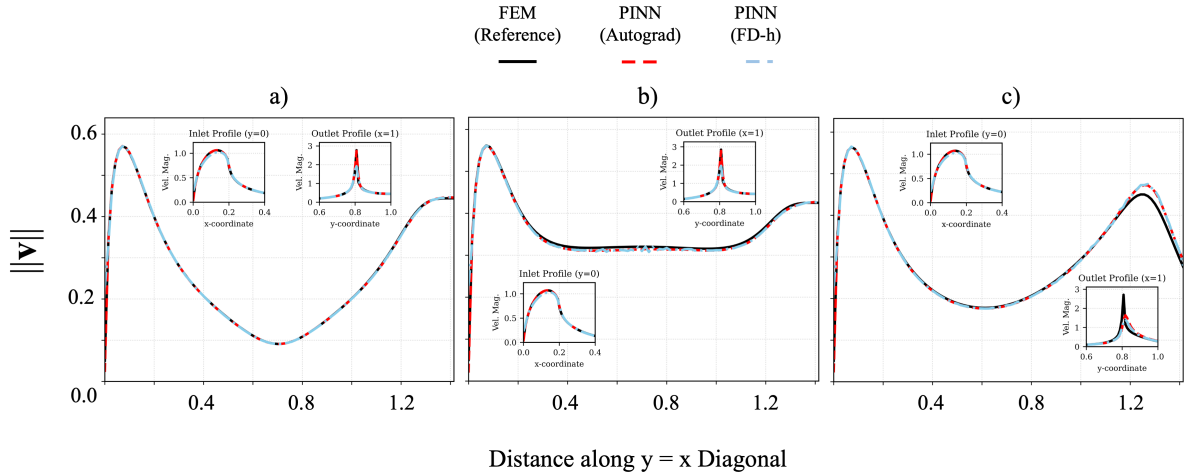 FEM
(Reference)
PINN
(Autograd)
PINN
(FD-h)
a)
b)
c)
||v||
0.6
0.4
0.2
0.0
Inlet Profile (y=0)
Vel. Mag.
1.0
0.5
0.0
0.0 0.2 0.4
x-coordinate
Outlet Profile (x=1)
Vel. Mag.
3
2
1
0
0.6 0.8 1.0
y-coordinate
0.4 0.8 1.2
Outlet Profile (x=1)
Vel. Mag.
3
2
1
0
0.6 0.8 1.0
y-coordinate
Inlet Profile (y=0)
Vel. Mag.
1.0
0.5
0.0
0.0 0.2 0.4
x-coordinate
0.4 0.8 1.2
Inlet Profile (y=0)
Vel. Mag.
1.0
0.5
0.0
0.0 0.2 0.4
x-coordinate
Outlet Profile (x=1)
Vel. Mag.
3
2
1
0
0.6 0.8 1.0
y-coordinate
0.4 0.8 1.2
Distance along y = x Diagonal